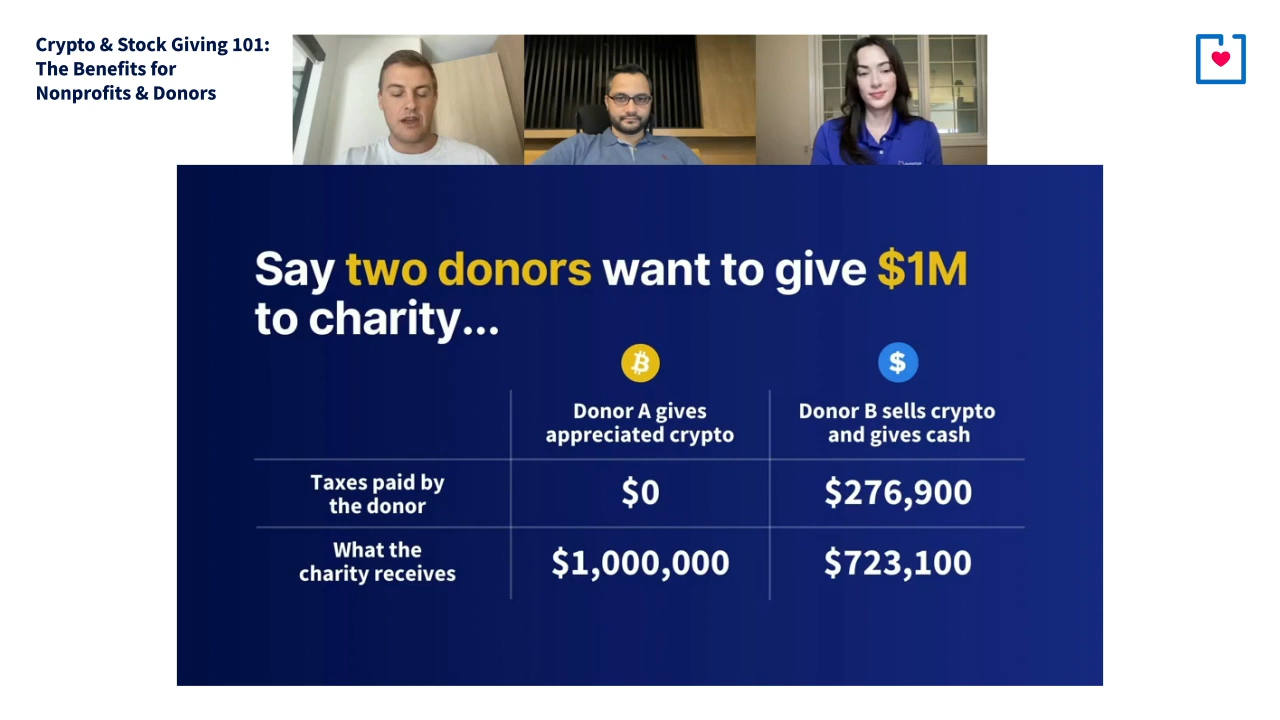 Crypto & Stock Giving 101:
The Benefits for
Nonprofits & Donors
Say two donors want to give $1M
to charity...
Donor A gives
appreciated crypto
Donor B sells crypto
and gives cash
Taxes paid by
the donor
$0
$276,900
What the
charity receives
$1,000,000
$723,100